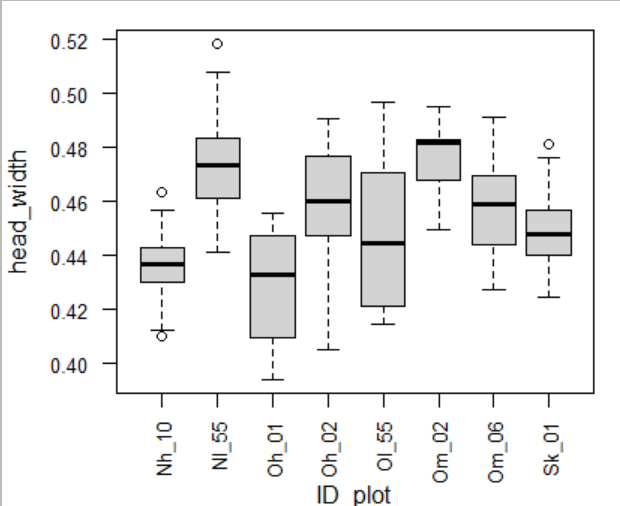 head_width
0.52
0.50
0.48
0.46
0.44
0.42
0.40
Nh_10
Nl_55
Oh_01
Oh_02
Ol_55
Om_02
Om_06
Sk_01
ID_plot